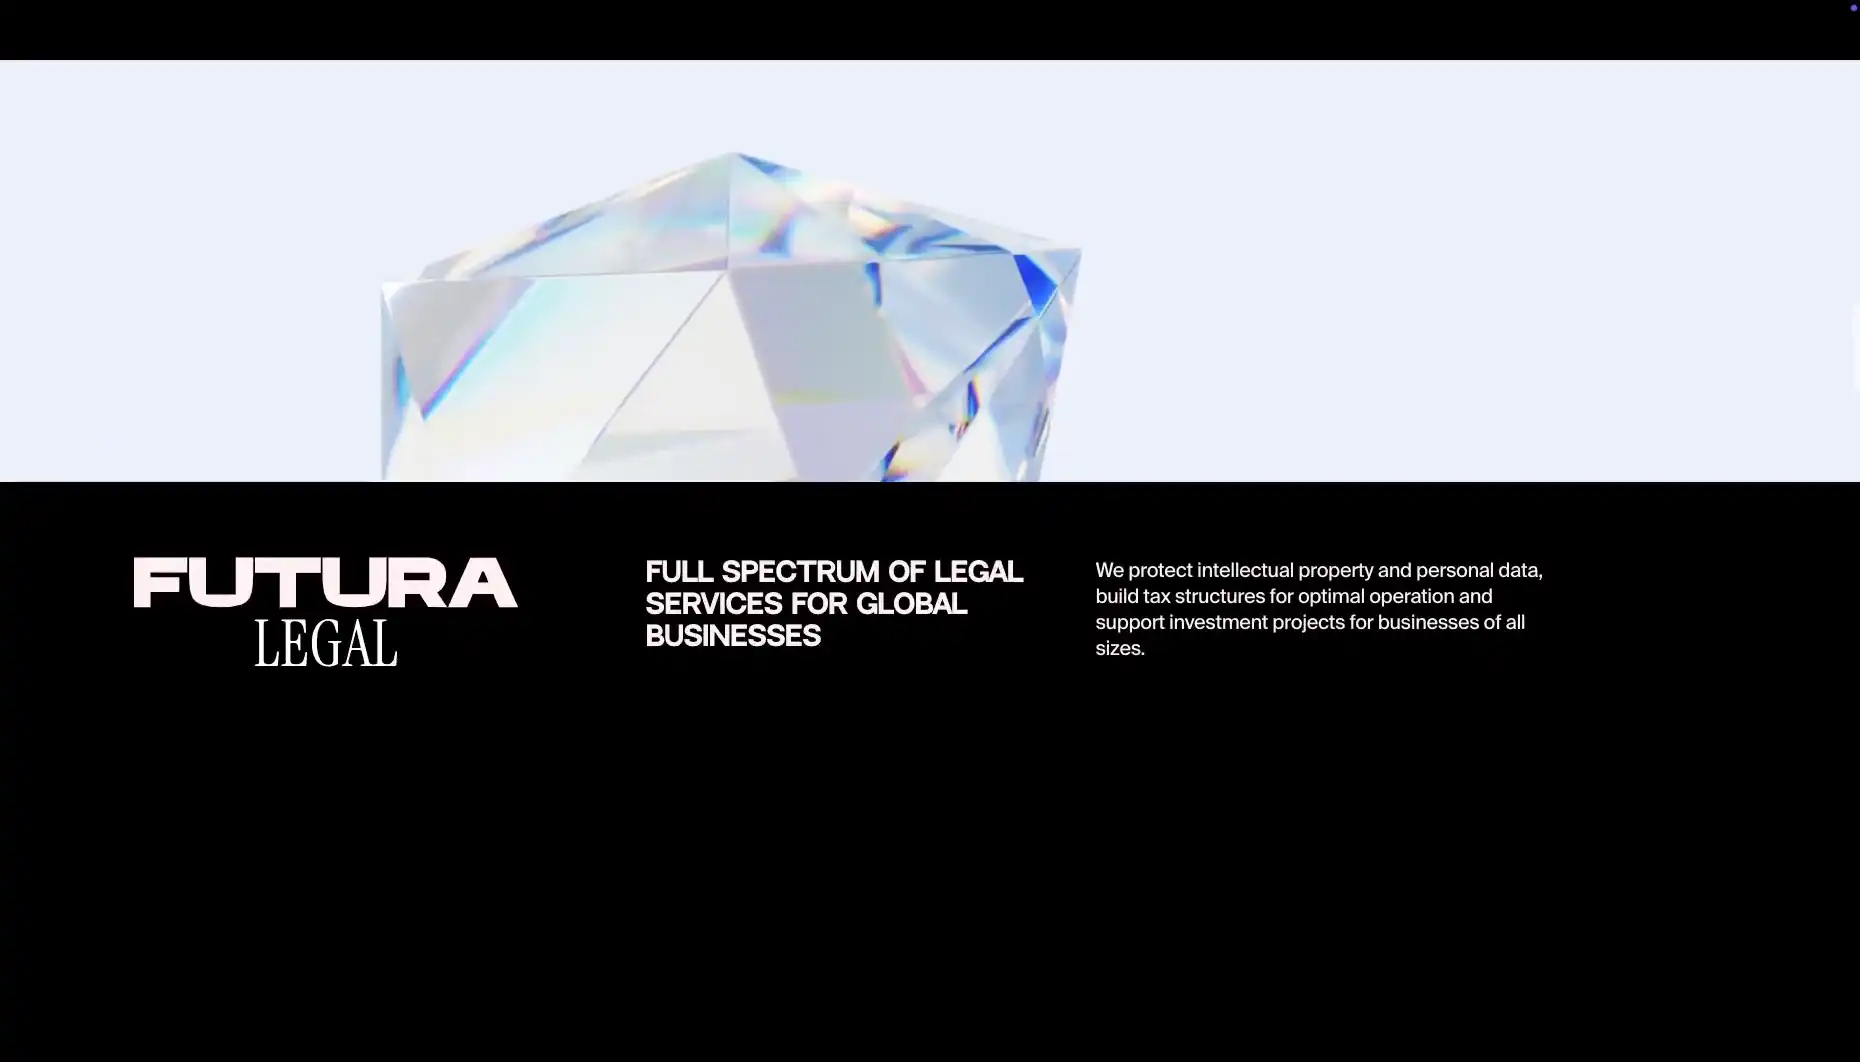 FUTURA
LEGAL
FULL SPECTRUM OF LEGAL
SERVICES FOR GLOBAL
BUSINESSES
We protect intellectual property and personal data,
build tax structures for optimal operation and
support investment projects for businesses of all
sizes.